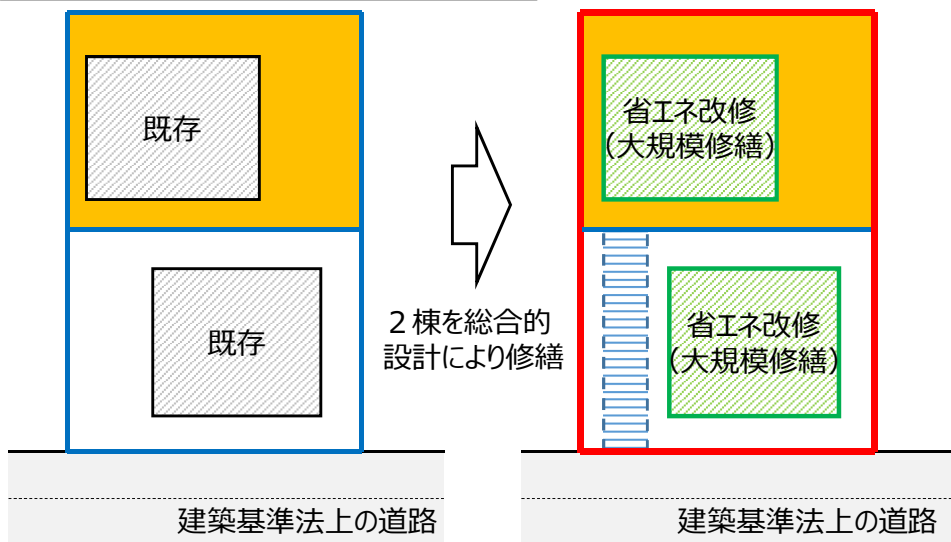 既存
既存
建築基準法上の道路
２棟を総合的
設計により修繕
省エネ改修
(大規模修繕)
省エネ改修
(大規模修繕)
建築基準法上の道路